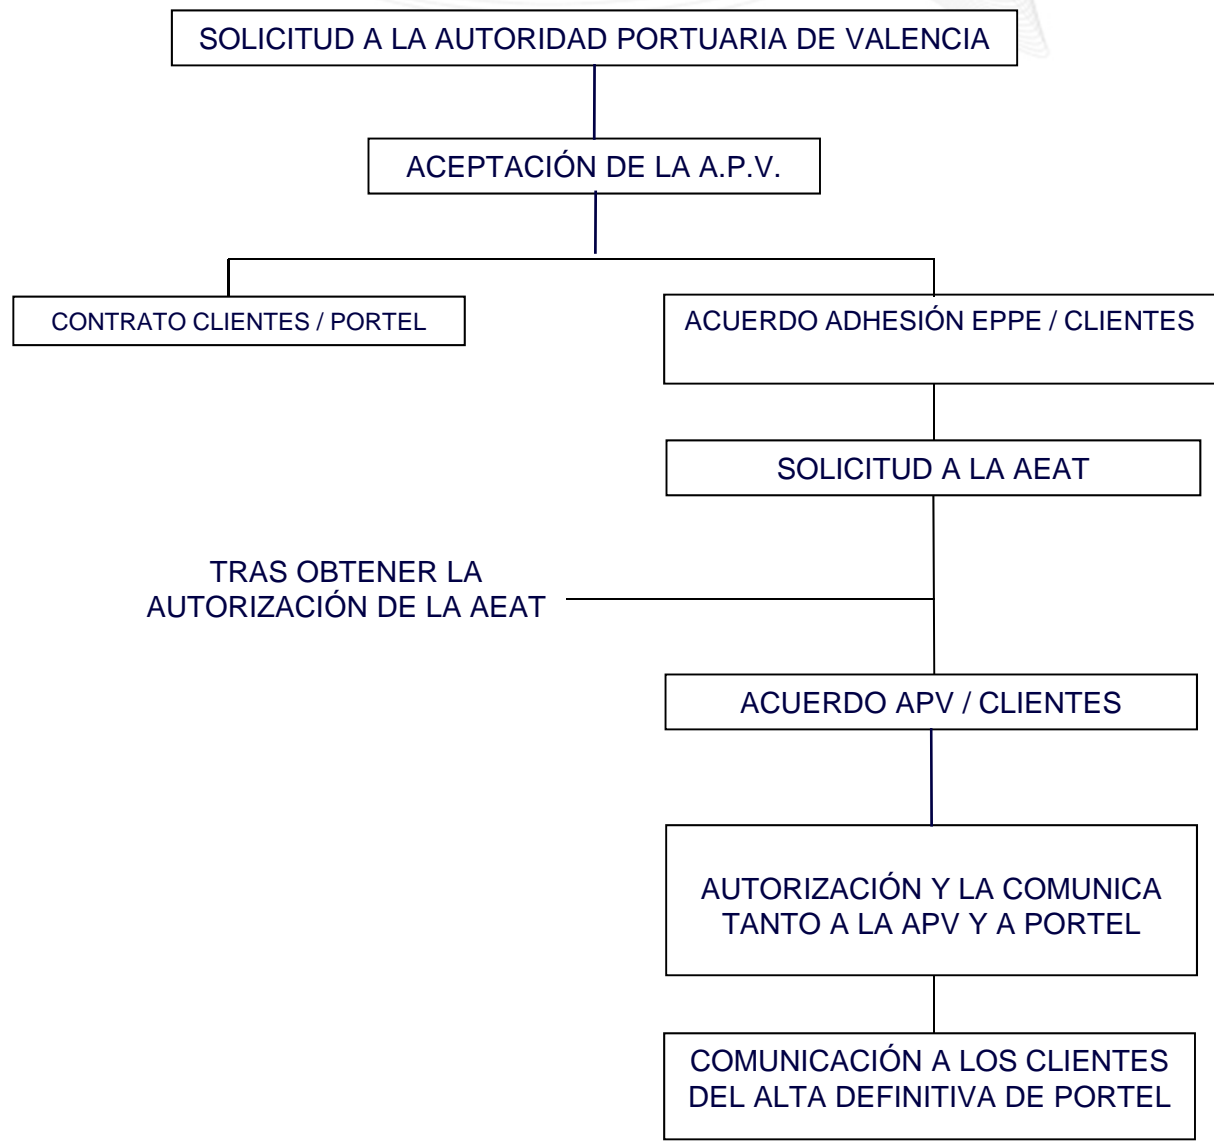 SOLICITUD A LA AUTORIDAD PORTUARIA DE VALENCIA
ACEPTACIÓN DE LA A.P.V.
CONTRATO CLIENTES / PORTEL
ACUERDO ADHESIÓN EPPE / CLIENTES
SOLICITUD A LA AEAT
TRAS OBTENER LA
AUTORIZACIÓN DE LA AEAT
ACUERDO APV / CLIENTES
AUTORIZACIÓN Y LA COMUNICA
TANTO A LA APV Y A PORTEL
COMUNICACIÓN A LOS CLIENTES
DEL ALTA DEFINITIVA DE PORTEL